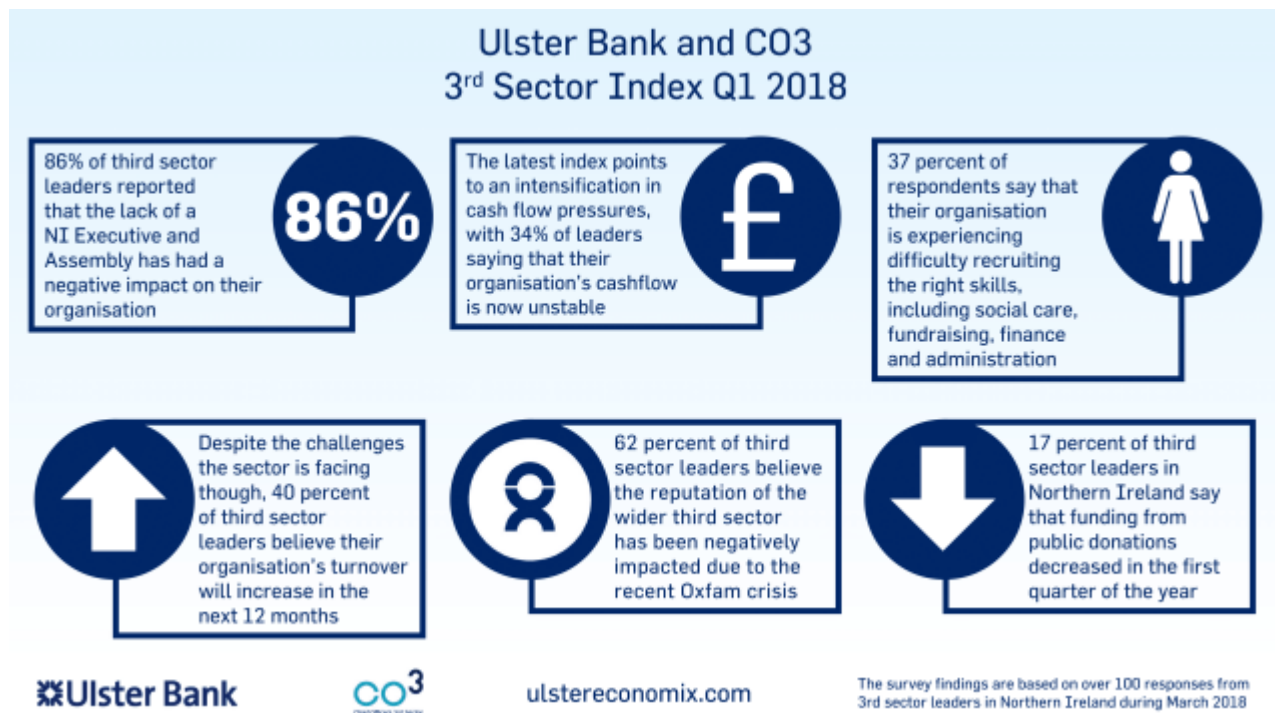 Ulster Bank and CO3
3rd Sector Index Q1 2018
86% of third sector
leaders reported
that the lack of a
NI Executive and
Assembly has had a
negative impact on their
organisation
86%
The latest index points
to an intensification in
cash flow pressures,
with 34% of leaders
saying that their
organisation's cashflow
is now unstable
£
37 percent of
respondents say that
their organisation
is experiencing
difficulty recruiting
the right skills,
including social care,
fundraising, finance
and administration
Despite the challenges
the sector is facing
though, 40 percent
of third sector
leaders believe their
organisation's turnover
will increase in the
next 12 months
62 percent of third
sector leaders believe
the reputation of the
wider third sector
has been negatively
impacted due to the
recent Oxfam crisis
17 percent of third
sector leaders in
Northern Ireland say
that funding from
public donations
decreased in the first
quarter of the year
Ulster Bank
CO3
ulstereconomix.com
The survey findings are based on over 100 responses from
3rd sector leaders in Northern Ireland during March 2018